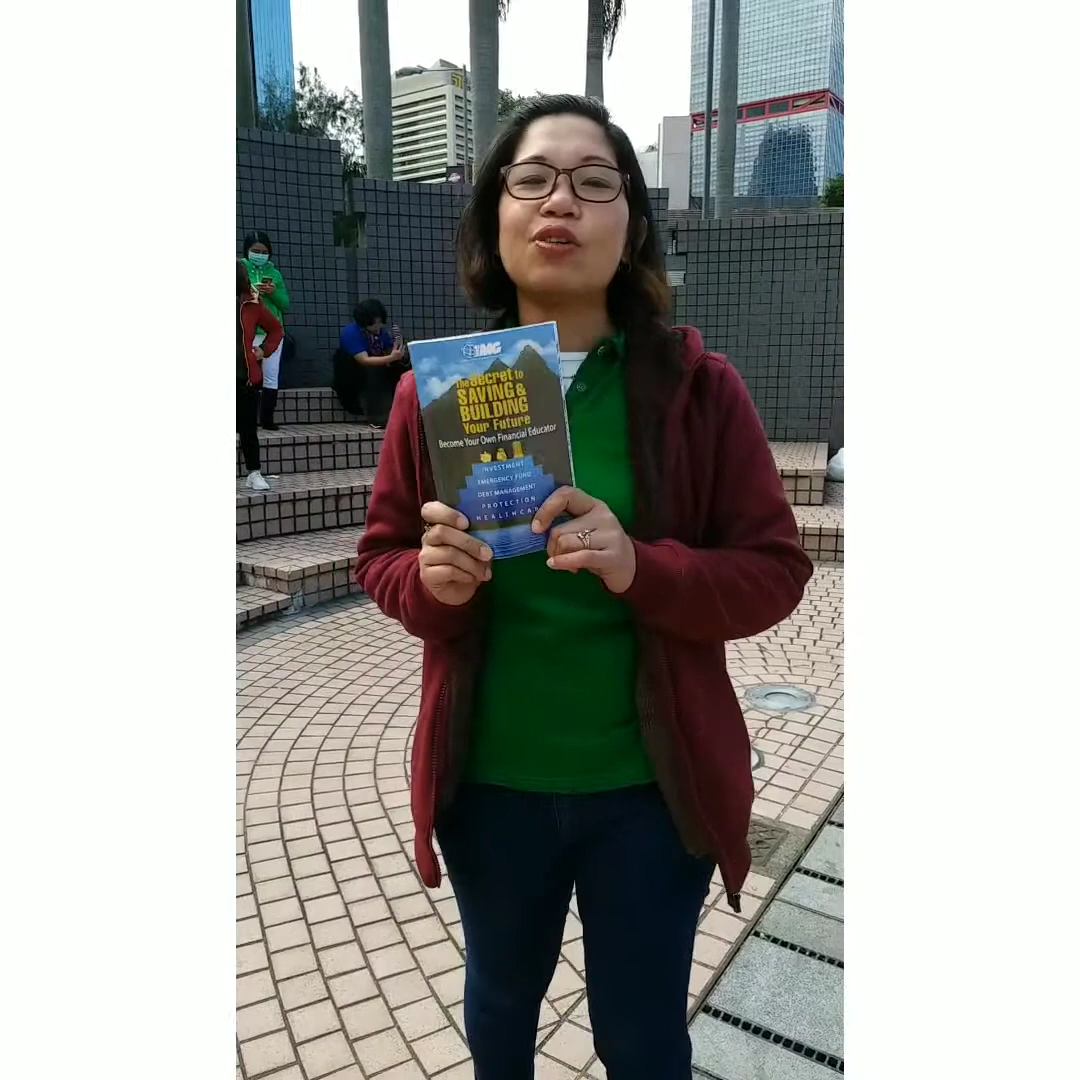 IMG
The Secret to
SAVING &
BUILDING
Your Future
Become Your Own Financial Educator
INVESTMENT
EMERGENCY FUND
DEBT MANAGEMENT
PROTECTION
HEALTHCARE